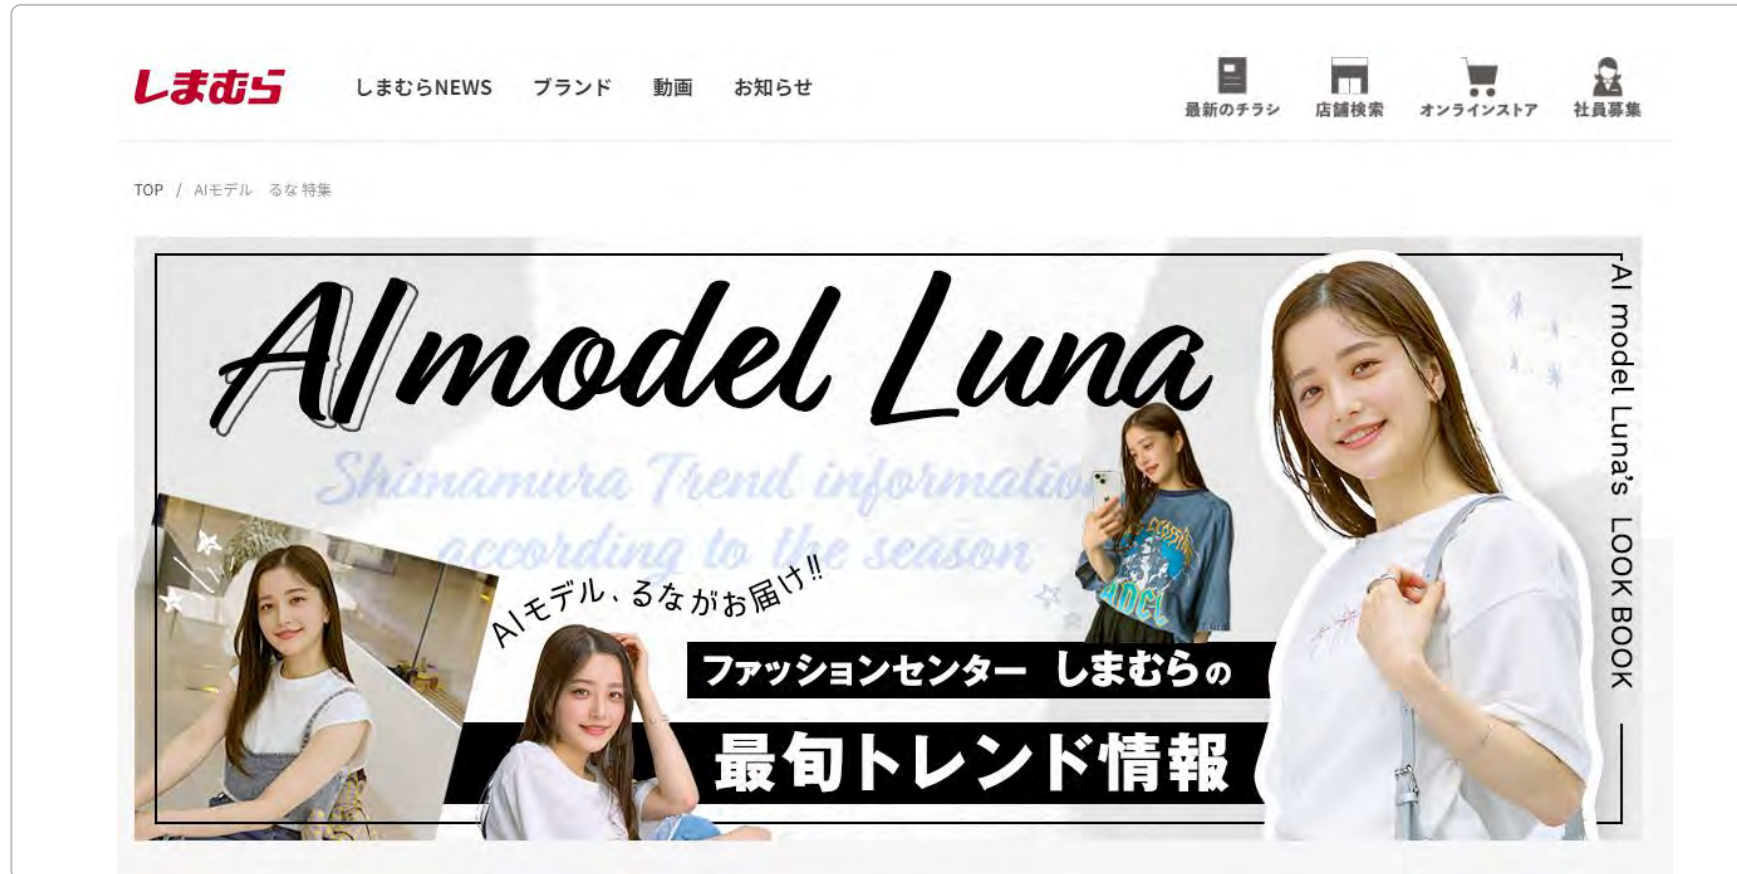 しまむら
しまむらNEWS
ブランド
動画
お知らせ
最新のチラシ
店舗検索
オンラインストア
社員募集
TOP / AIモデル るな 特集
AI model Luna
Shimamura Trend information
according to the season
AIモデル、るながお届け!!
ファッションセンター しまむらの
最旬トレンド情報
AI model Luna's LOOK BOOK